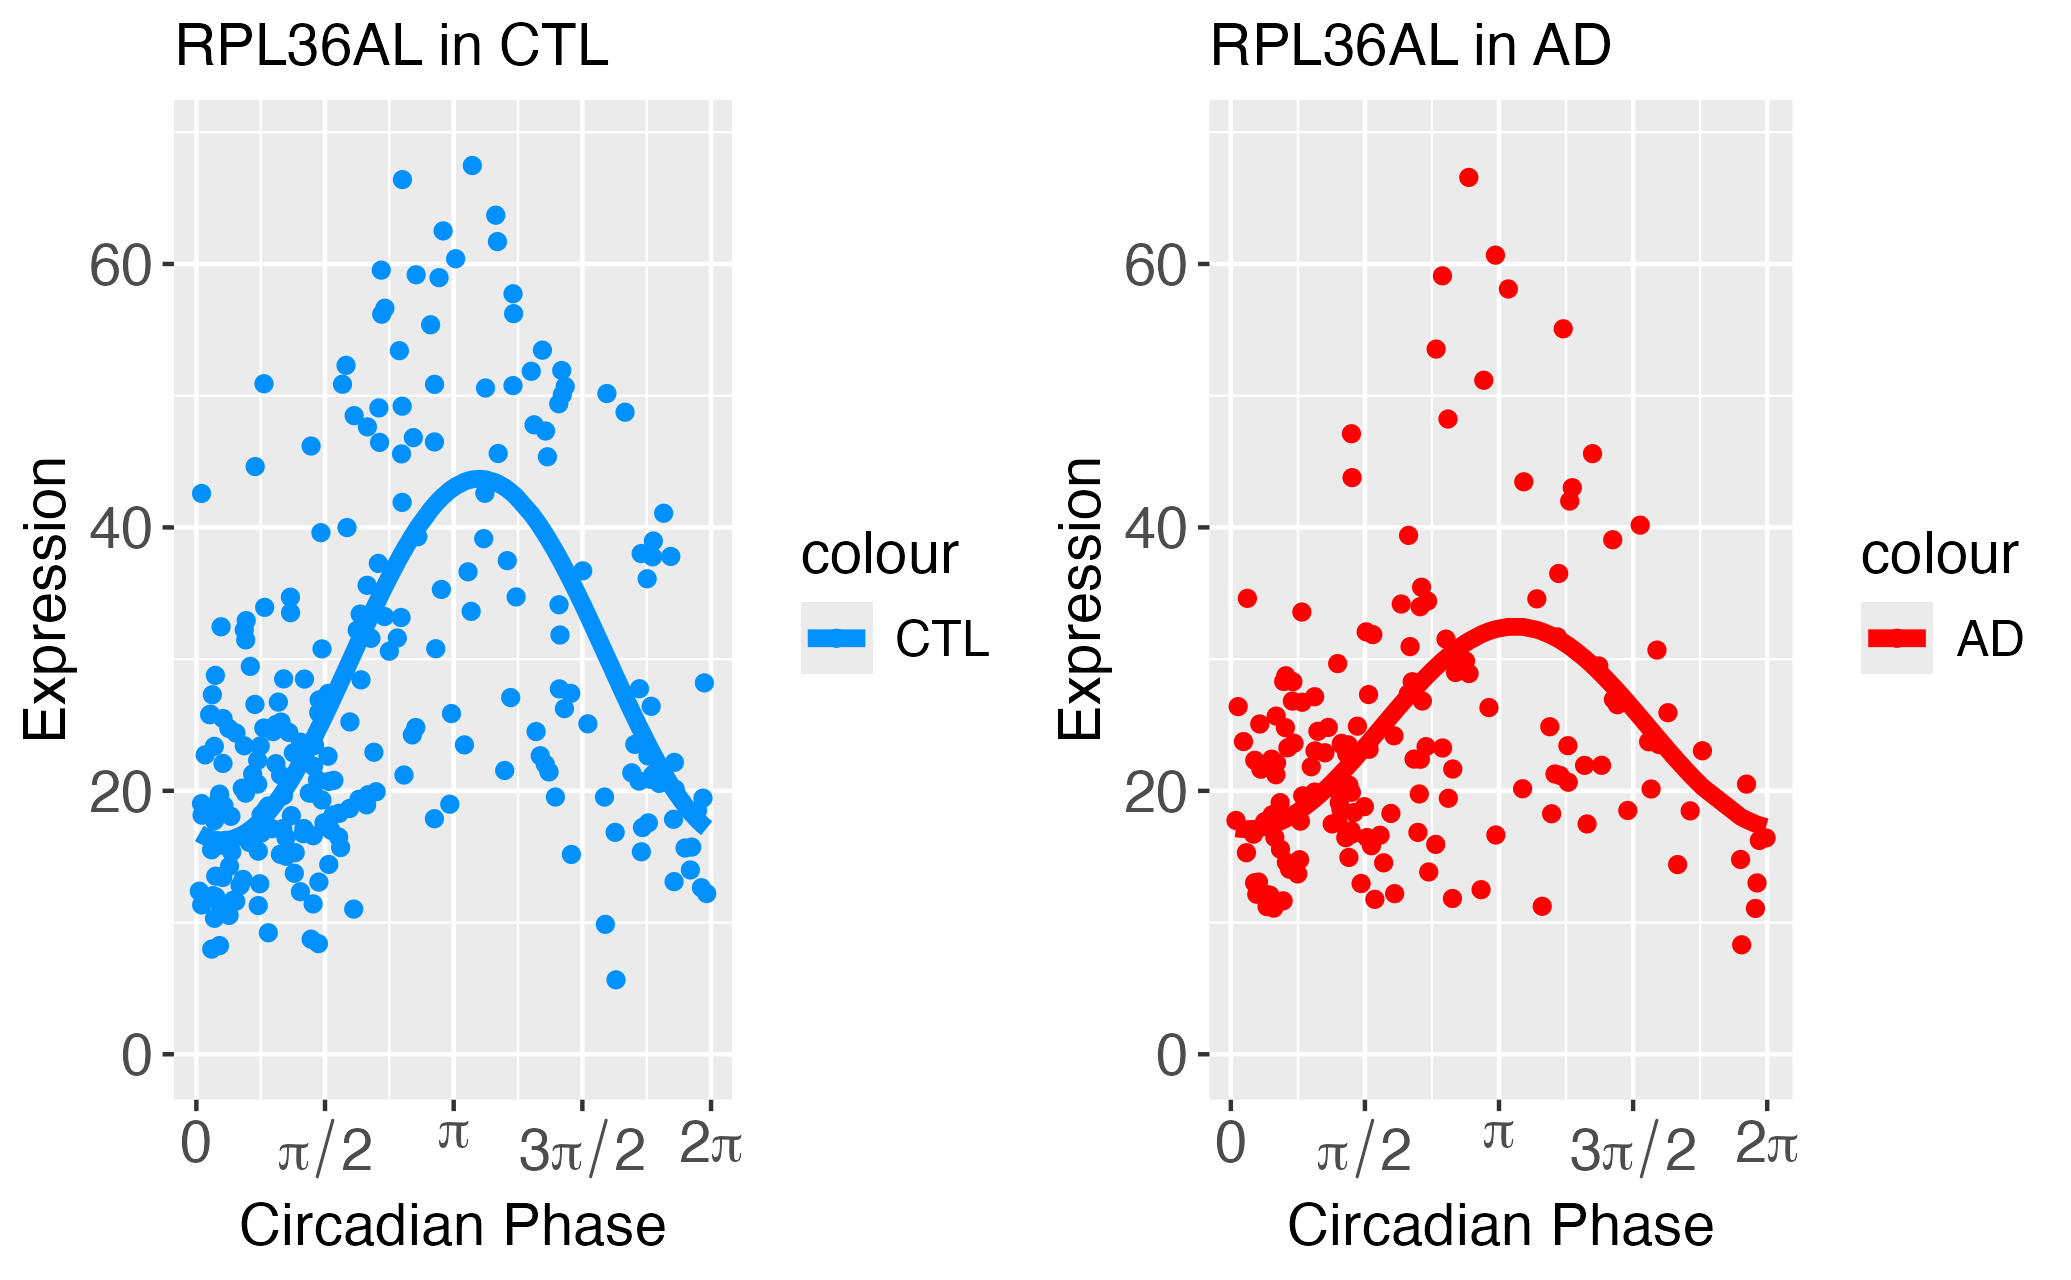 RPL36AL in CTL
Expression
60
40
20
0
0 π/2 π 3π/2 2π
Circadian Phase
colour
CTL
RPL36AL in AD
Expression
60
40
20
0
0 π/2 π 3π/2 2π
Circadian Phase
colour
AD